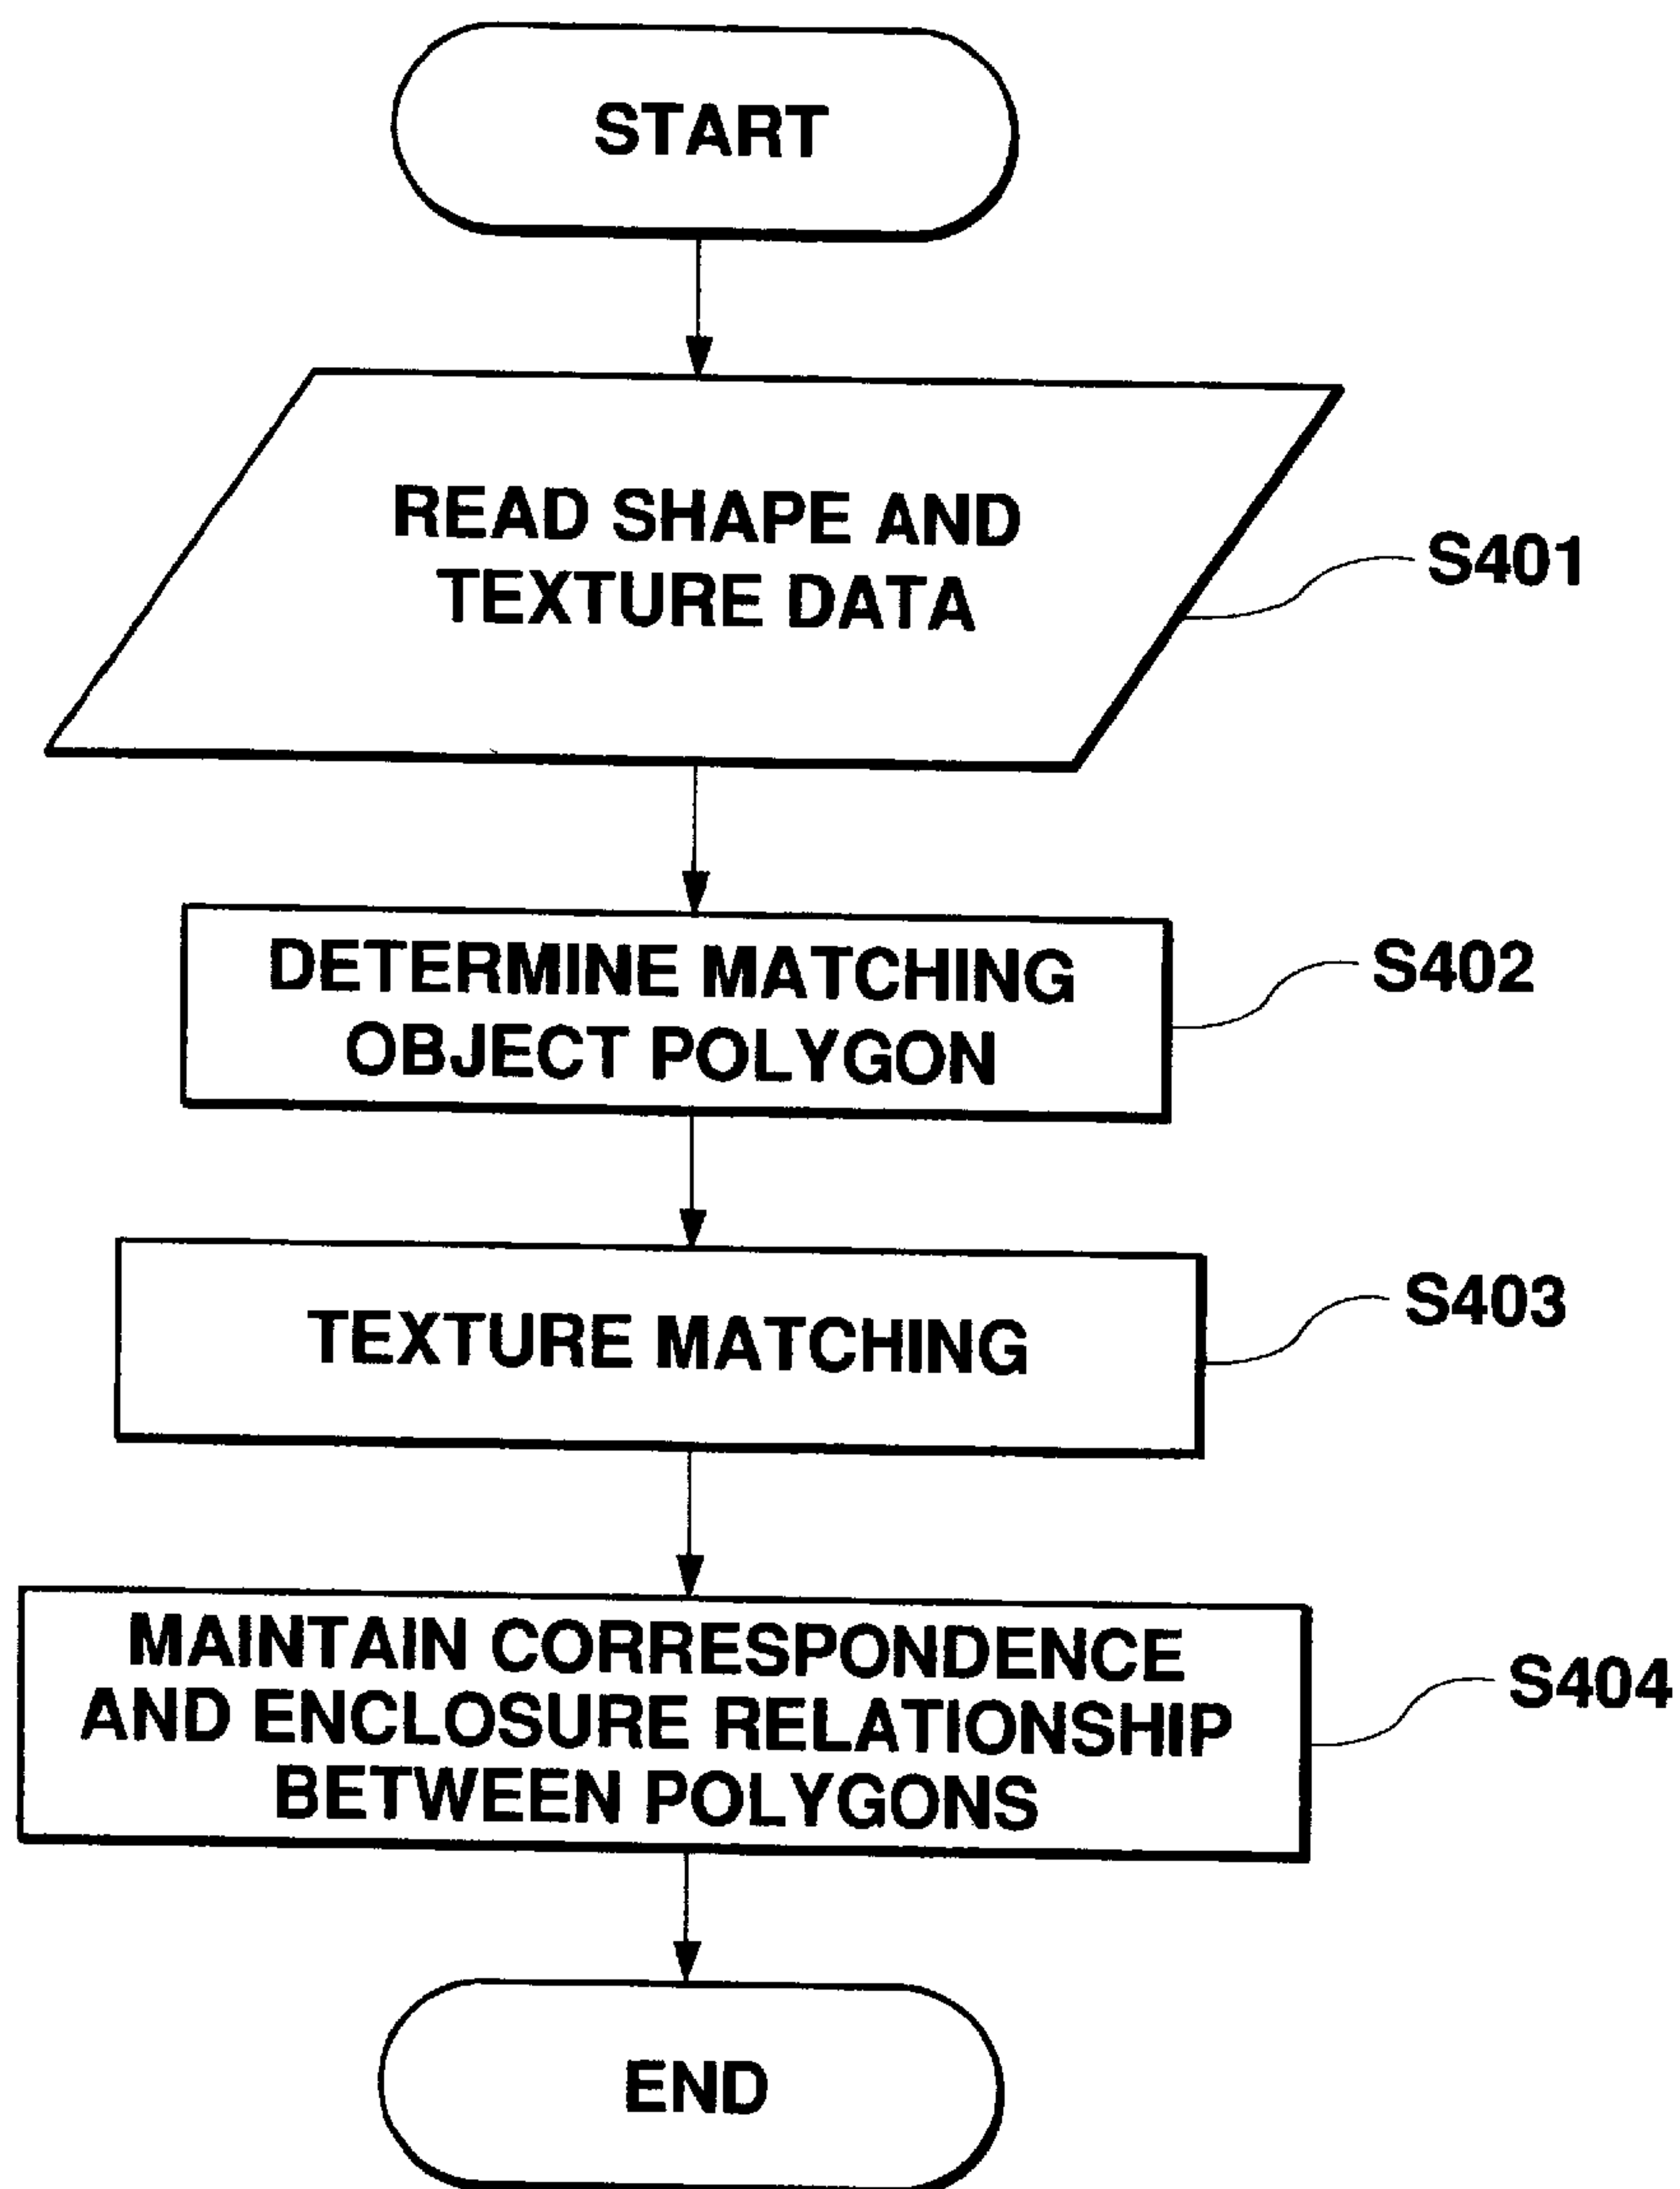 START
READ SHAPE AND
TEXTURE DATA
S401
DETERMINE MATCHING
OBJECT POLYGON
S402
TEXTURE MATCHING
S403
MAINTAIN CORRESPONDENCE
AND ENCLOSURE RELATIONSHIP
BETWEEN POLYGONS
S404
END